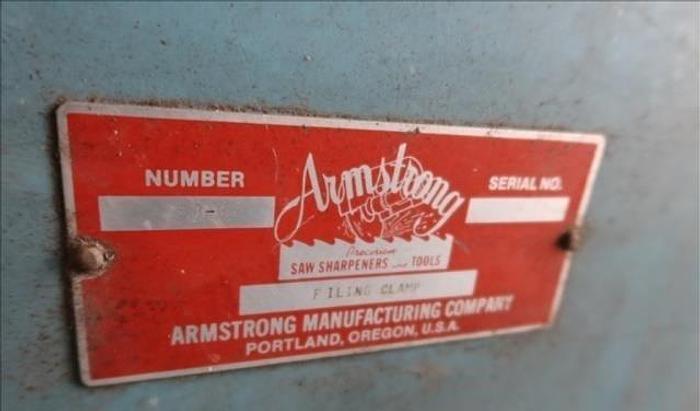 NUMBER
Armstrong
SERIAL NO.
Precision
SAW SHARPENERS and TOOLS
FILING CLAMP
ARMSTRONG MANUFACTURING COMPANY
PORTLAND, OREGON, U.S.A.